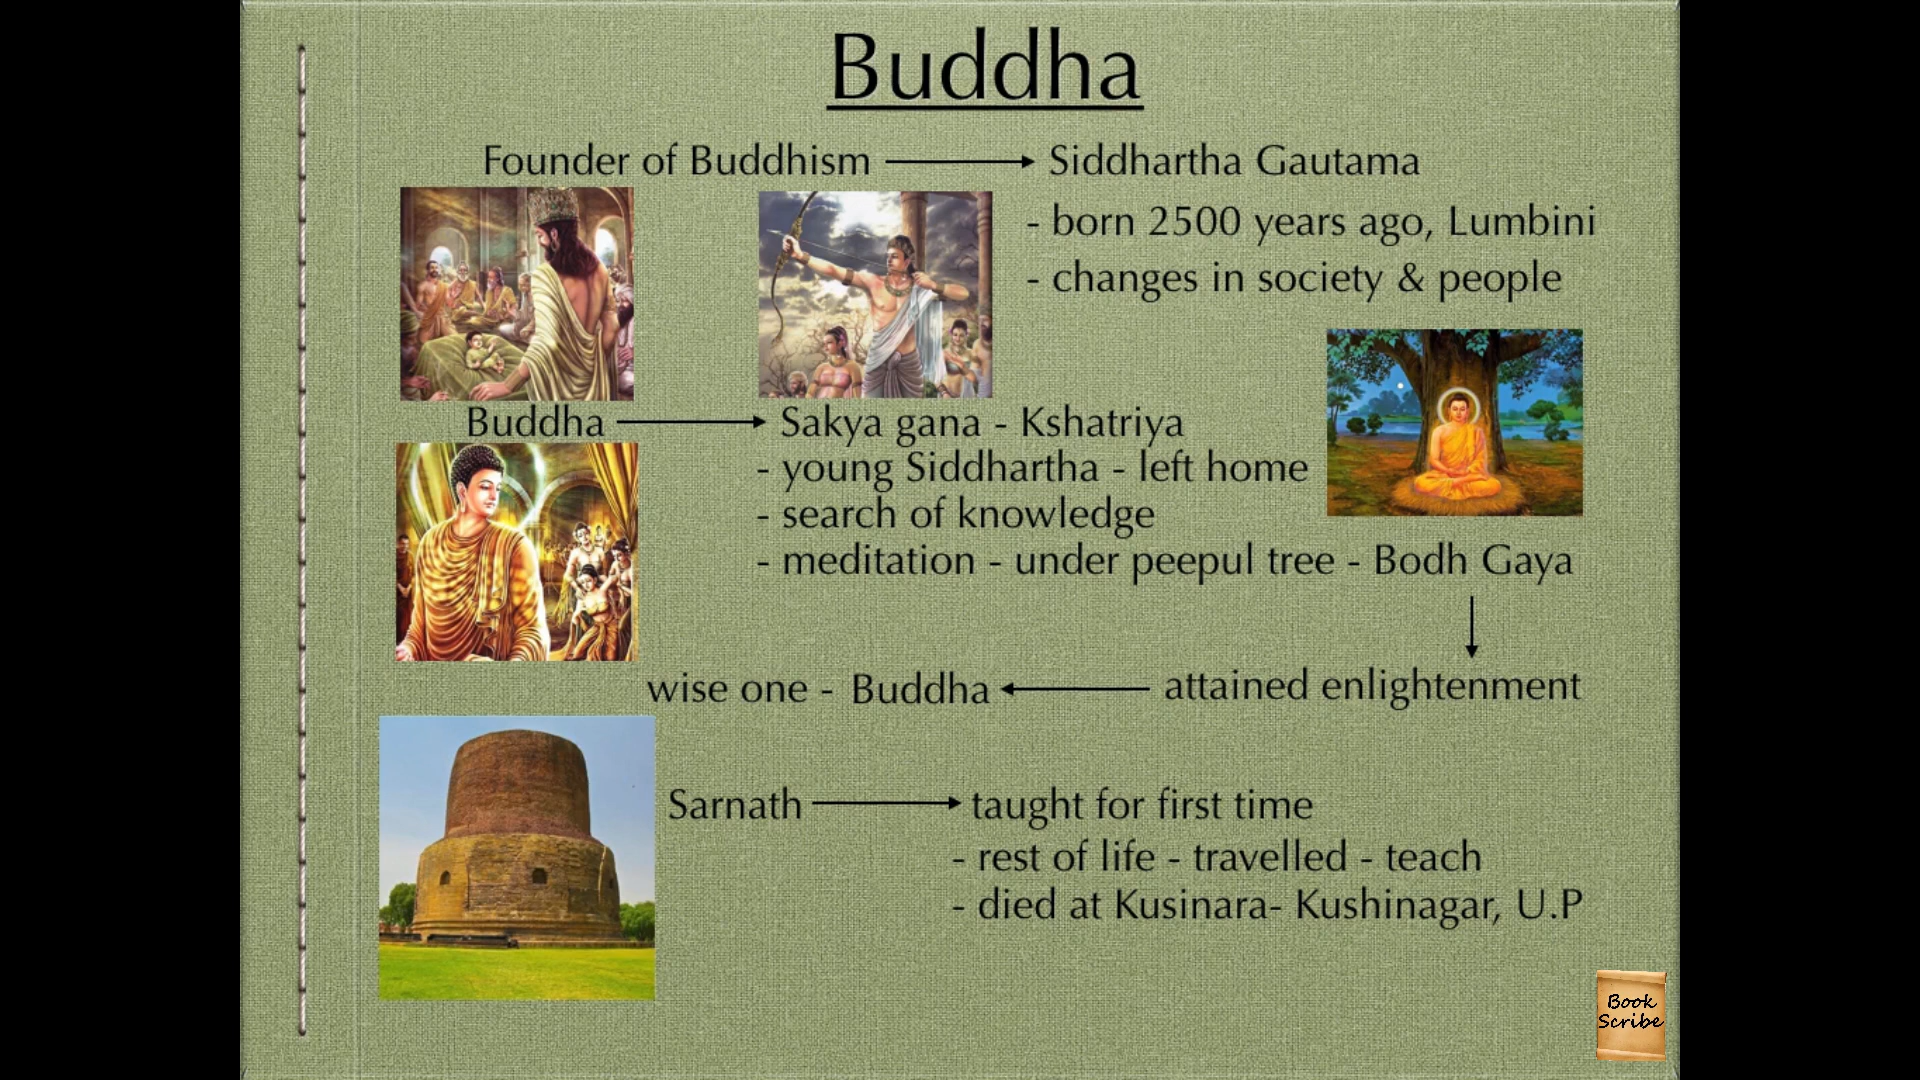 Buddha
Founder of Buddhism → Siddhartha Gautama
- born 2500 years ago, Lumbini
- changes in society & people
Buddha → Sakya gana - Kshatriya
- young Siddhartha - left home
- search of knowledge
- meditation - under peepul tree - Bodh Gaya
attained enlightenment
wise one - Buddha
Sarnath → taught for first time
- rest of life - travelled - teach
- died at Kusinara- Kushinagar, U.P
Book
Scribe